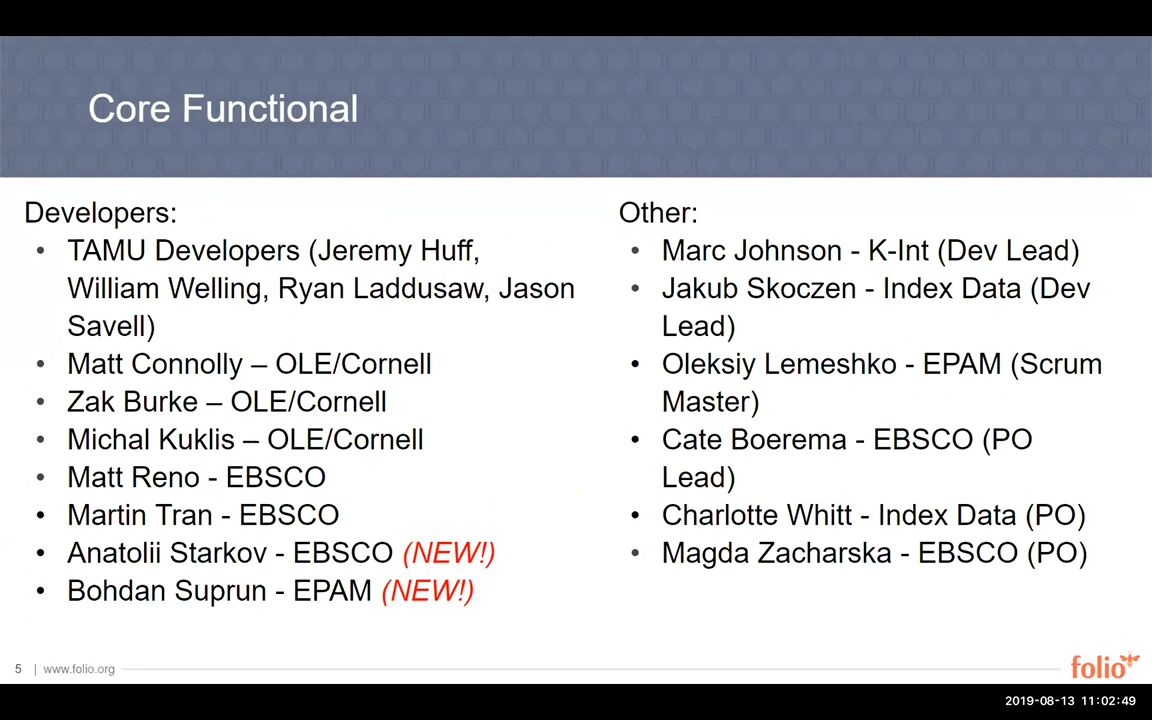 Core Functional
Developers:
• TAMU Developers (Jeremy Huff,
William Welling, Ryan Laddusaw, Jason
Savell)
• Matt Connolly – OLE/Cornell
• Zak Burke – OLE/Cornell
• Michal Kuklis – OLE/Cornell
• Matt Reno - EBSCO
• Martin Tran - EBSCO
• Anatolii Starkov - EBSCO (NEW!)
• Bohdan Suprun - EPAM (NEW!)
Other:
• Marc Johnson - K-Int (Dev Lead)
• Jakub Skoczen - Index Data (Dev
Lead)
• Oleksiy Lemeshko - EPAM (Scrum
Master)
• Cate Boerema - EBSCO (PO
Lead)
• Charlotte Whitt - Index Data (PO)
• Magda Zacharska - EBSCO (PO)
5 | www.folio.org
folio
2019-08-13 11:02:49